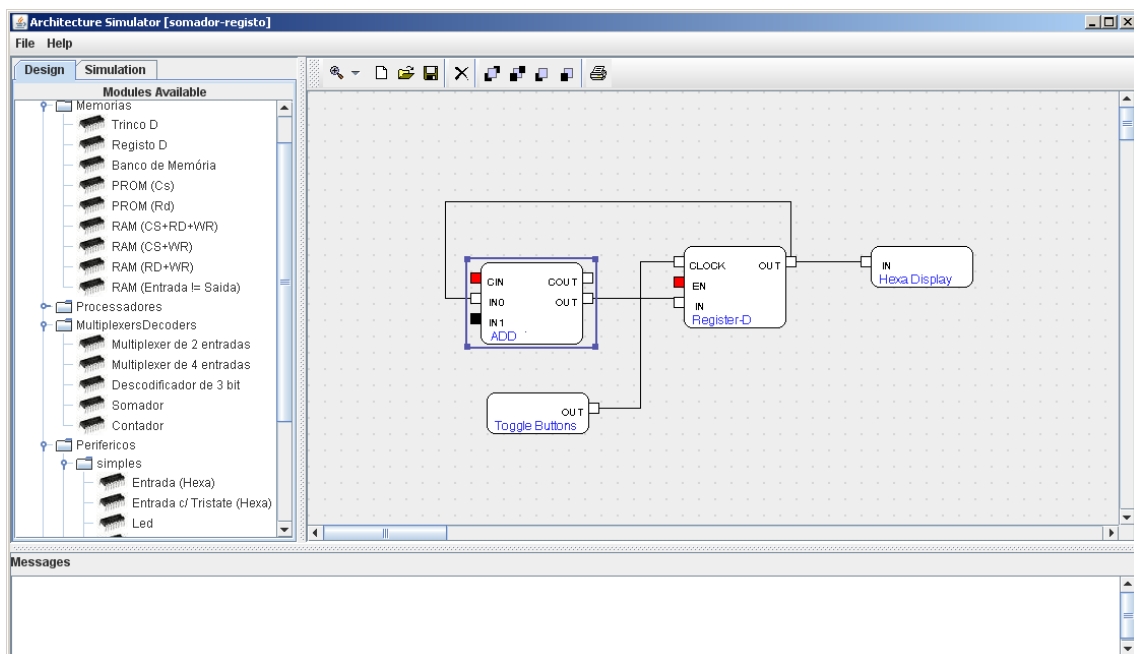 Architecture Simulator [somador-registo]
File Help
Design Simulation
Modules Available
Memorias
Trinco D
Registo D
Banco de Memória
PROM (Cs)
PROM (Rd)
RAM (CS+RD+WR)
RAM (CS+WR)
RAM (RD+WR)
RAM (Entrada != Saida)
Processadores
MultiplexersDecoders
Multiplexer de 2 entradas
Multiplexer de 4 entradas
Descodificador de 3 bit
Somador
Contador
Perifericos
simples
Entrada (Hexa)
Entrada c/ Tristate (Hexa)
Led
CIN COUT
IN0 OUT
IN1
ADD
CLOCK OUT
EN
IN
Register-D
IN
Hexa Display
OUT
Toggle Buttons
Messages